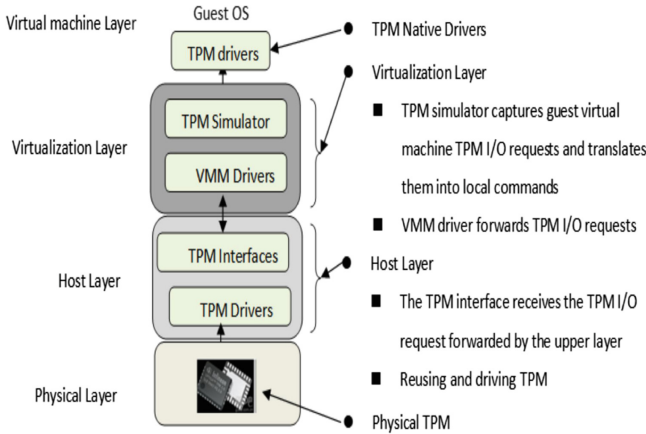 Guest OS
Virtual machine Layer
TPM drivers
TPM Native Drivers
Virtualization Layer
TPM Simulator
VMM Drivers
Virtualization Layer
■ TPM simulator captures guest virtual
machine TPM I/O requests and translates
them into local commands
■ VMM driver forwards TPM I/O requests
Host Layer
TPM Interfaces
TPM Drivers
Host Layer
■ The TPM interface receives the TPM I/O
request forwarded by the upper layer
■ Reusing and driving TPM
Physical Layer
Physical TPM